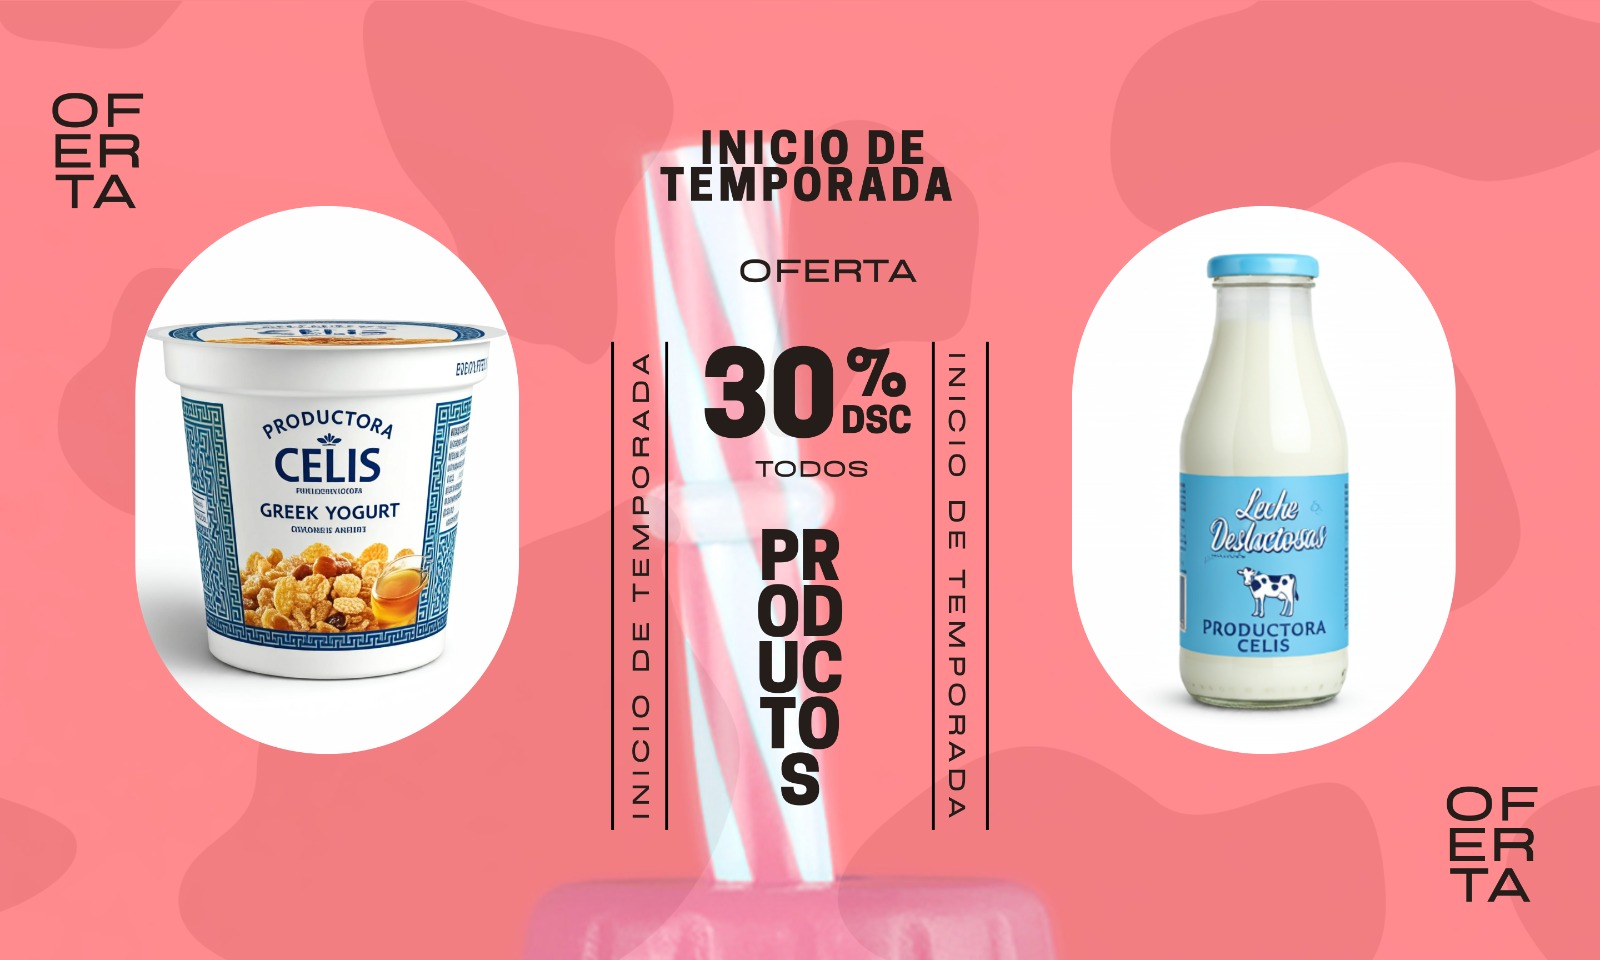 OF
ER
TA
INICIO DE
TEMPORADA
OFERTA
30%
DSC
TODOS
PR
OD
UC
TO
S
INICIO DE TEMPORADA
INICIO DE TEMPORADA
Celis
PRODUCTORA
CELIS
GREEK YOGURT
Leche
Deslactosas
PRODUCTORA
CELIS
OF
ER
TA